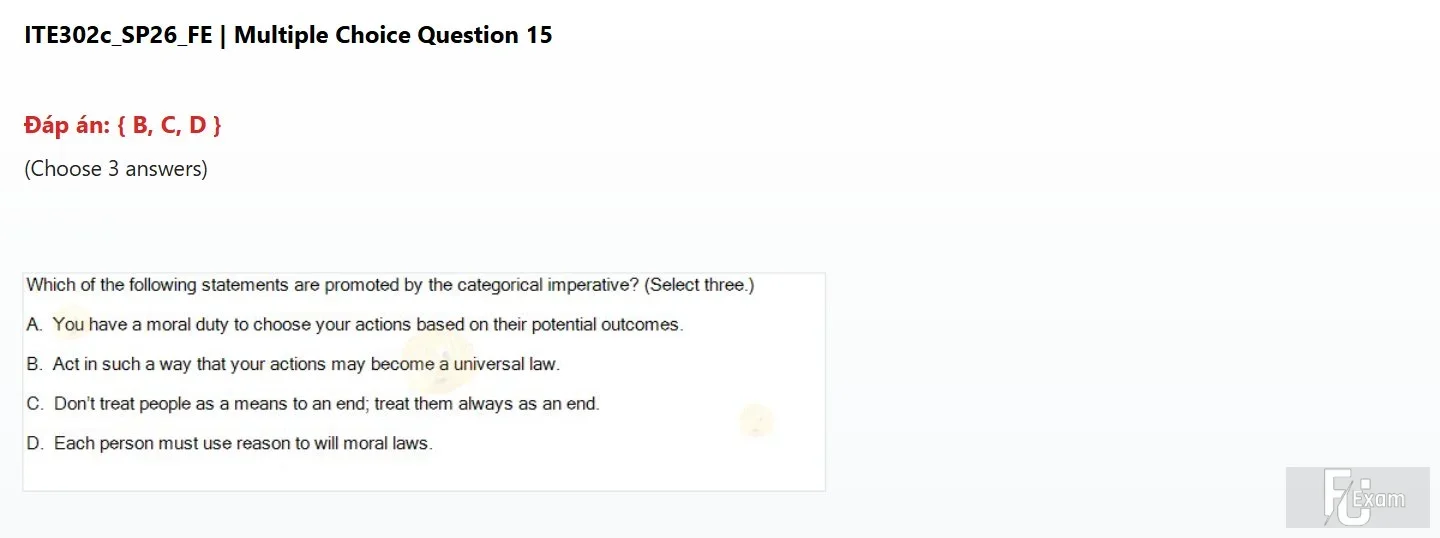 ITE302c_SP26_FE | Multiple Choice Question 15
Đáp án: { B, C, D }
(Choose 3 answers)
Which of the following statements are promoted by the categorical imperative? (Select three.)
A. You have a moral duty to choose your actions based on their potential outcomes.
B. Act in such a way that your actions may become a universal law.
C. Don't treat people as a means to an end; treat them always as an end.
D. Each person must use reason to will moral laws.
FU Exam